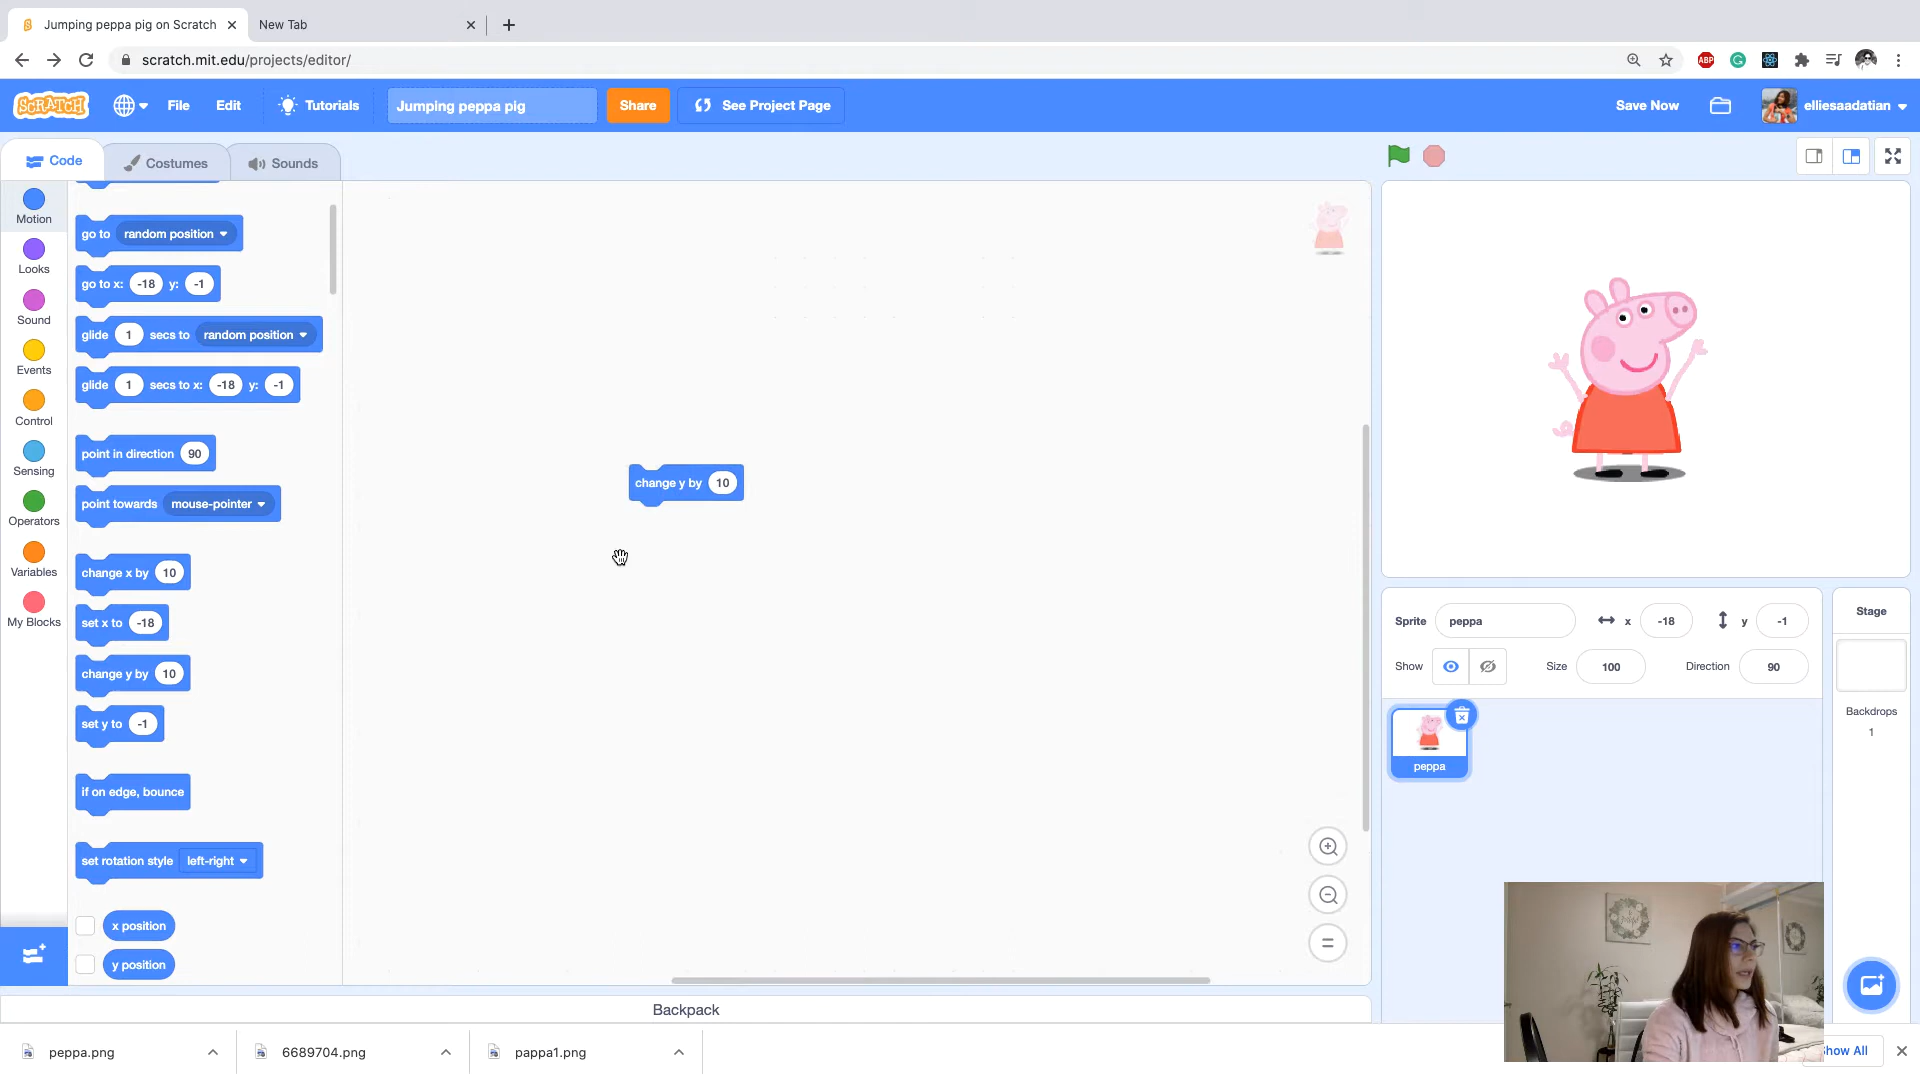 Jumping peppa pig on Scratch
New Tab
scratch.mit.edu/projects/editor/
ABP
SCRATCH
File
Edit
Tutorials
Jumping peppa pig
Share
See Project Page
Save Now
elliesaadatian
Code
Costumes
Sounds
Motion
Looks
Sound
Events
Control
Sensing
Operators
Variables
My Blocks
go to random position
go to x: -18 y: -1
glide 1 secs to random position
glide 1 secs to x: -18 y: -1
point in direction 90
point towards mouse-pointer
change x by 10
set x to -18
change y by 10
set y to -1
if on edge, bounce
set rotation style left-right
x position
y position
change y by 10
Sprite peppa x -18 y -1
Show Size 100 Direction 90
peppa
Stage
Backdrops
1
Backpack
peppa.png
6689704.png
pappa1.png
Show All